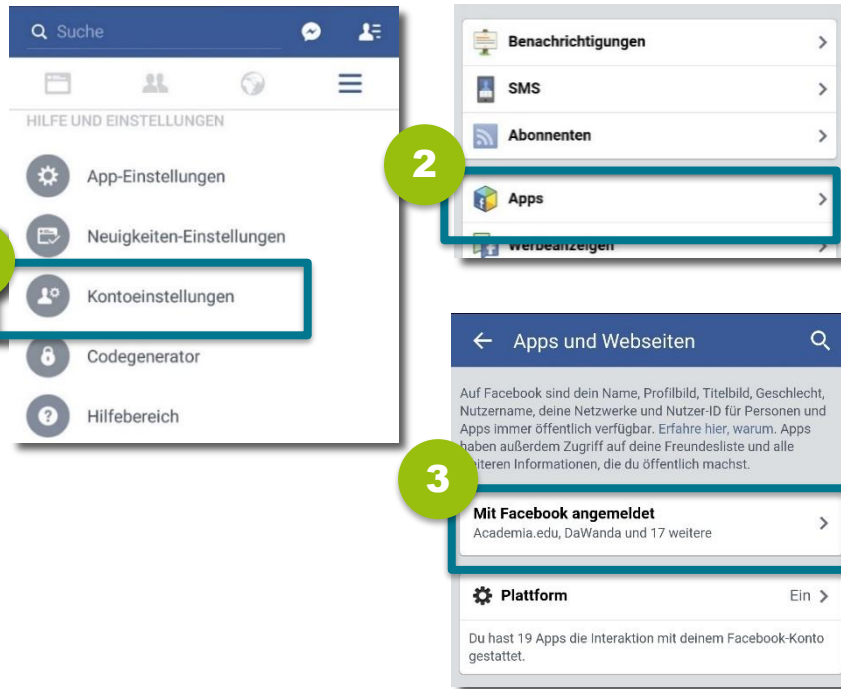 Suche
HILFE UND EINSTELLUNGEN
App-Einstellungen
Neuigkeiten-Einstellungen
Kontoeinstellungen
Codegenerator
Hilfebereich
2
Benachrichtigungen
SMS
Abonnenten
Apps
Werbeanzeigen
3
Apps und Webseiten
Auf Facebook sind dein Name, Profilbild, Titelbild, Geschlecht,
Nutzername, deine Netzwerke und Nutzer-ID für Personen und
Apps immer öffentlich verfügbar. Erfahre hier, warum. Apps
haben außerdem Zugriff auf deine Freundesliste und alle
weiteren Informationen, die du öffentlich machst.
Mit Facebook angemeldet
Academia.edu, DaWanda und 17 weitere
Plattform Ein
Du hast 19 Apps die Interaktion mit deinem Facebook-Konto
gestattet.